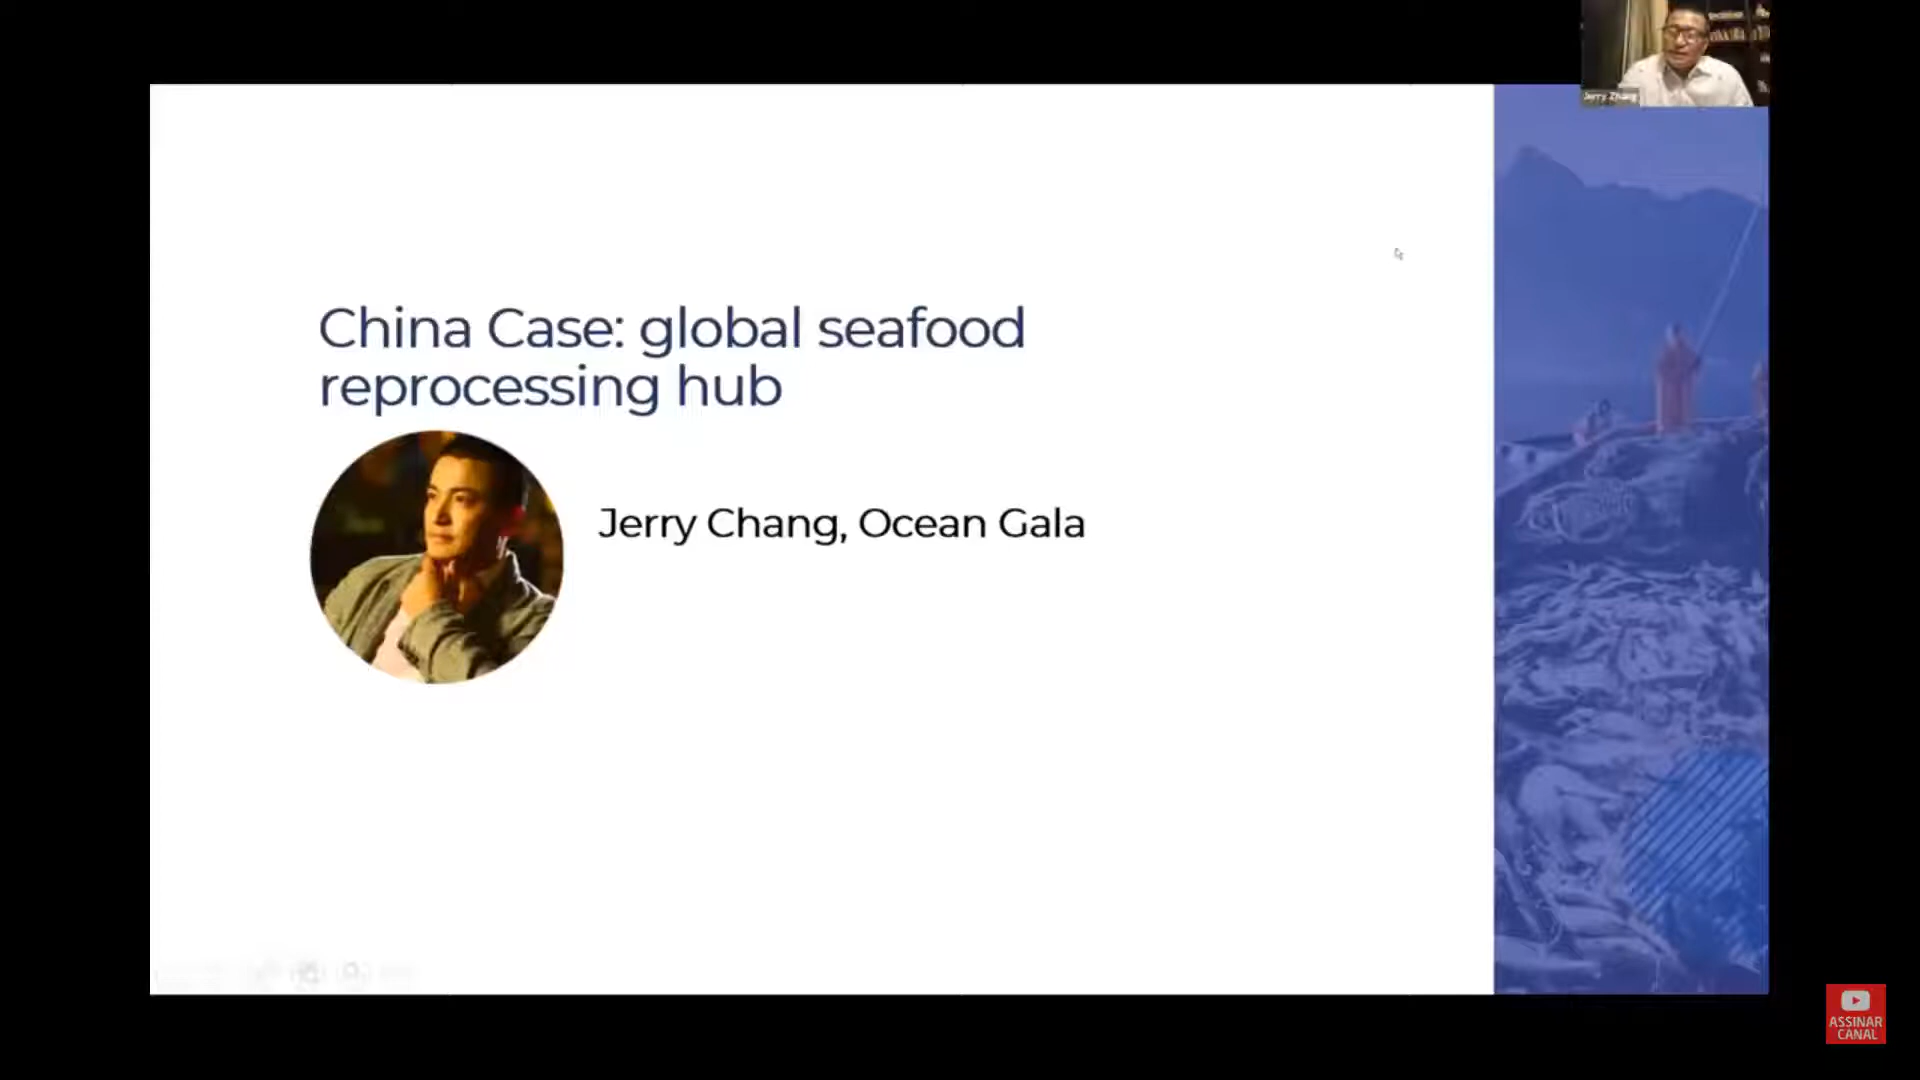 Jerry Zhang
China Case: global seafood
reprocessing hub
Jerry Chang, Ocean Gala
ASSINAR
CANAL